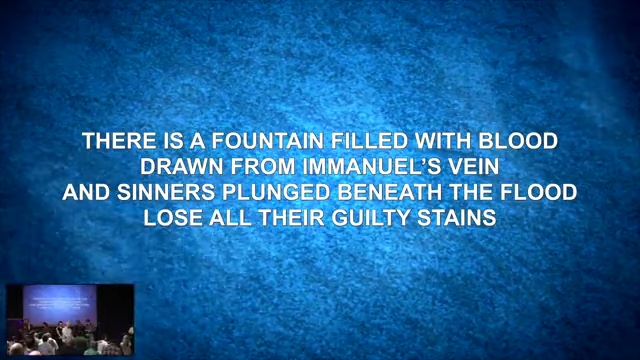 THERE IS A FOUNTAIN FILLED WITH BLOOD
DRAWN FROM IMMANUEL'S VEIN
AND SINNERS PLUNGED BENEATH THE FLOOD
LOSE ALL THEIR GUILTY STAINS